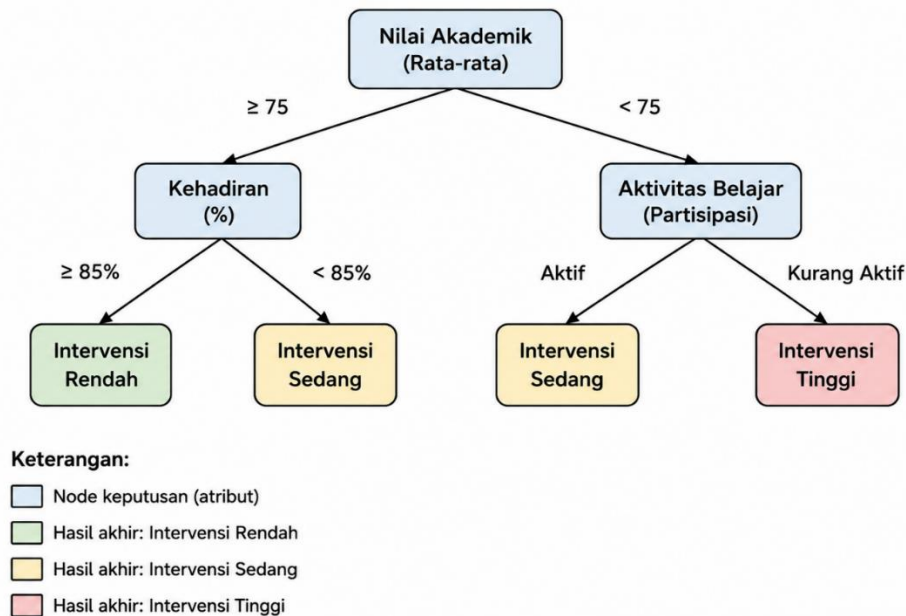 Nilai Akademik
(Rata-rata)
≥ 75
< 75
Kehadiran
(%)
Aktivitas Belajar
(Partisipasi)
≥ 85%
< 85%
Aktif
Kurang Aktif
Intervensi
Rendah
Intervensi
Sedang
Intervensi
Sedang
Intervensi
Tinggi
Keterangan:
Node keputusan (atribut)
Hasil akhir: Intervensi Rendah
Hasil akhir: Intervensi Sedang
Hasil akhir: Intervensi Tinggi